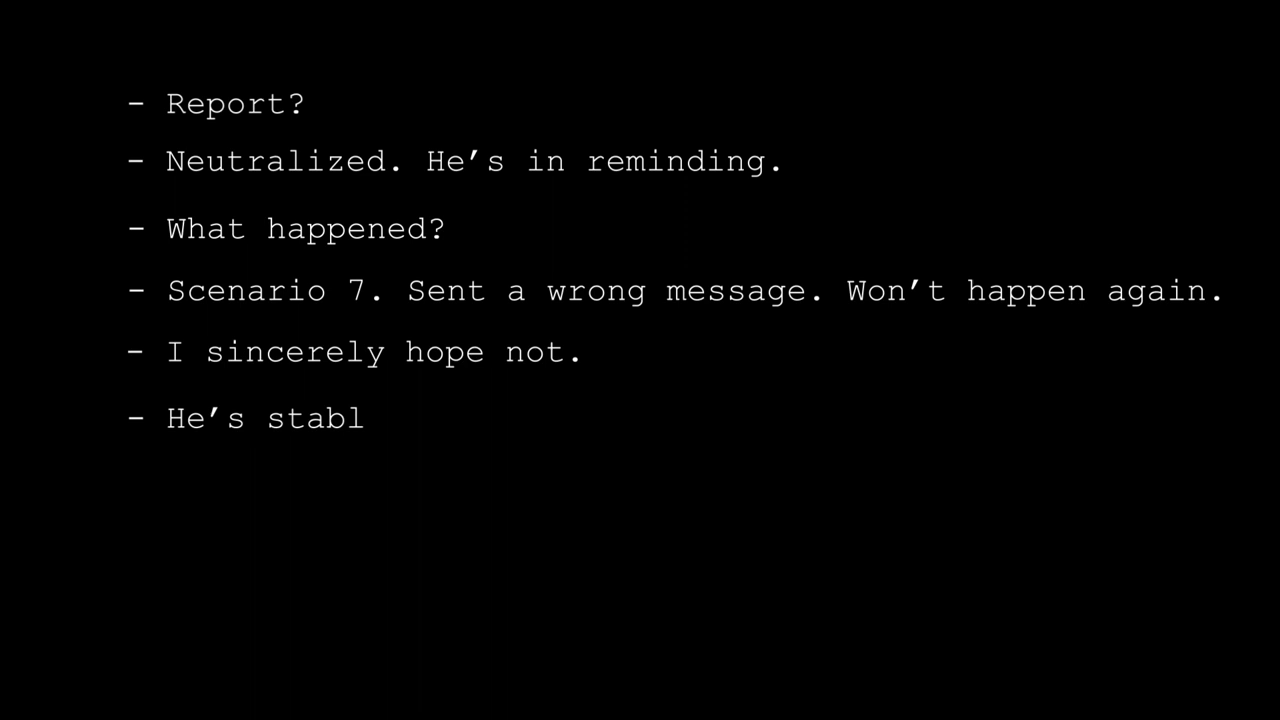 - Report?
- Neutralized. He’s in reminding.
- What happened?
- Scenario 7. Sent a wrong message. Won’t happen again.
- I sincerely hope not.
- He’s stabl